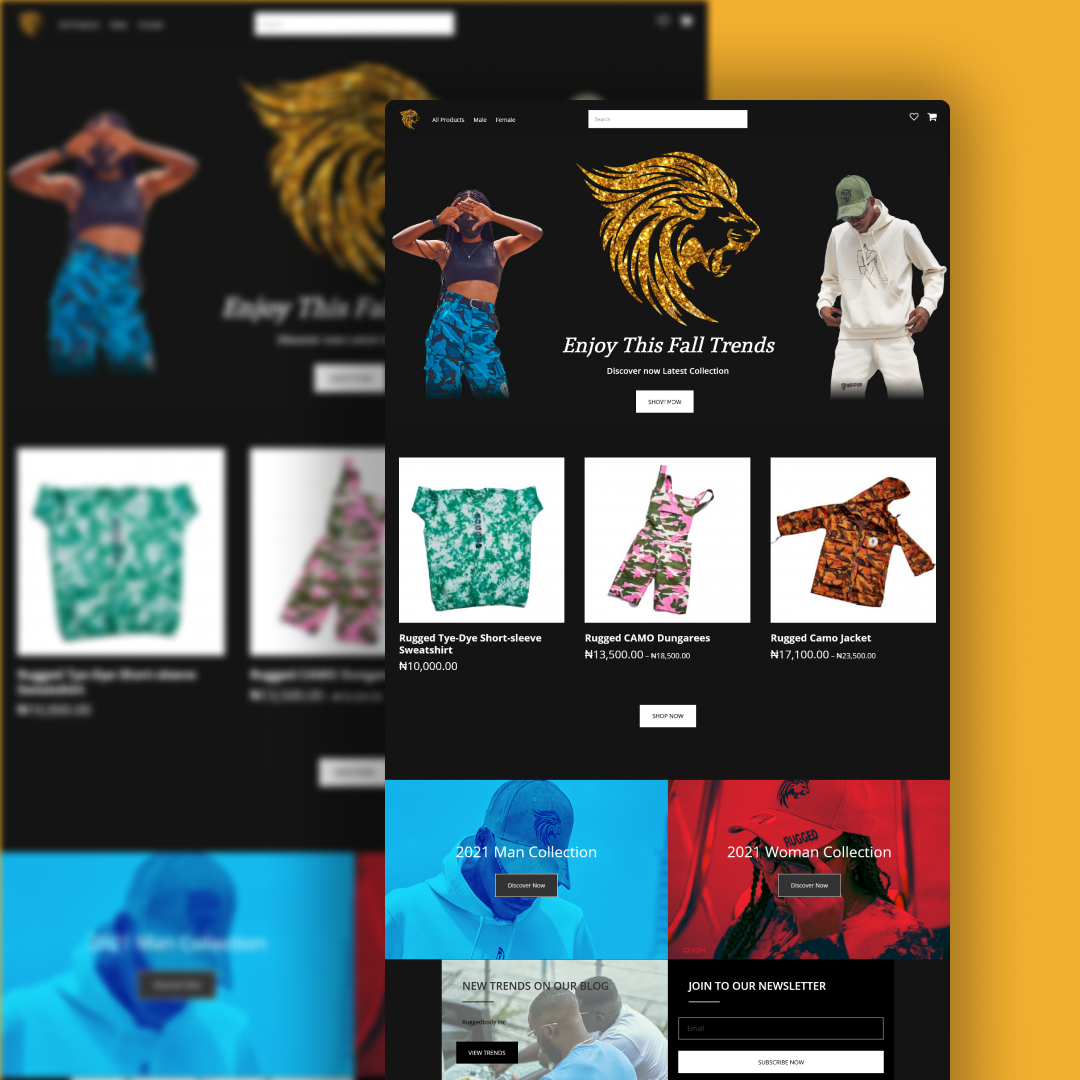 All Products Male Female
Search
Enjoy This Fall Trends
Discover now Latest Collection
SHOP NOW
Rugged Tye-Dye Short-sleeve
Sweatshirt
₦10,000.00
Rugged CAMO Dungarees
₦13,500.00 – ₦18,500.00
Rugged Camo Jacket
₦17,100.00 – ₦23,500.00
SHOP NOW
RUGGED
2021 Man Collection
Discover Now
2021 Woman Collection
Discover Now
NEW TRENDS ON OUR BLOG
Ruggedbody inc
VIEW TRENDS
JOIN TO OUR NEWSLETTER
Email
SUBSCRIBE NOW